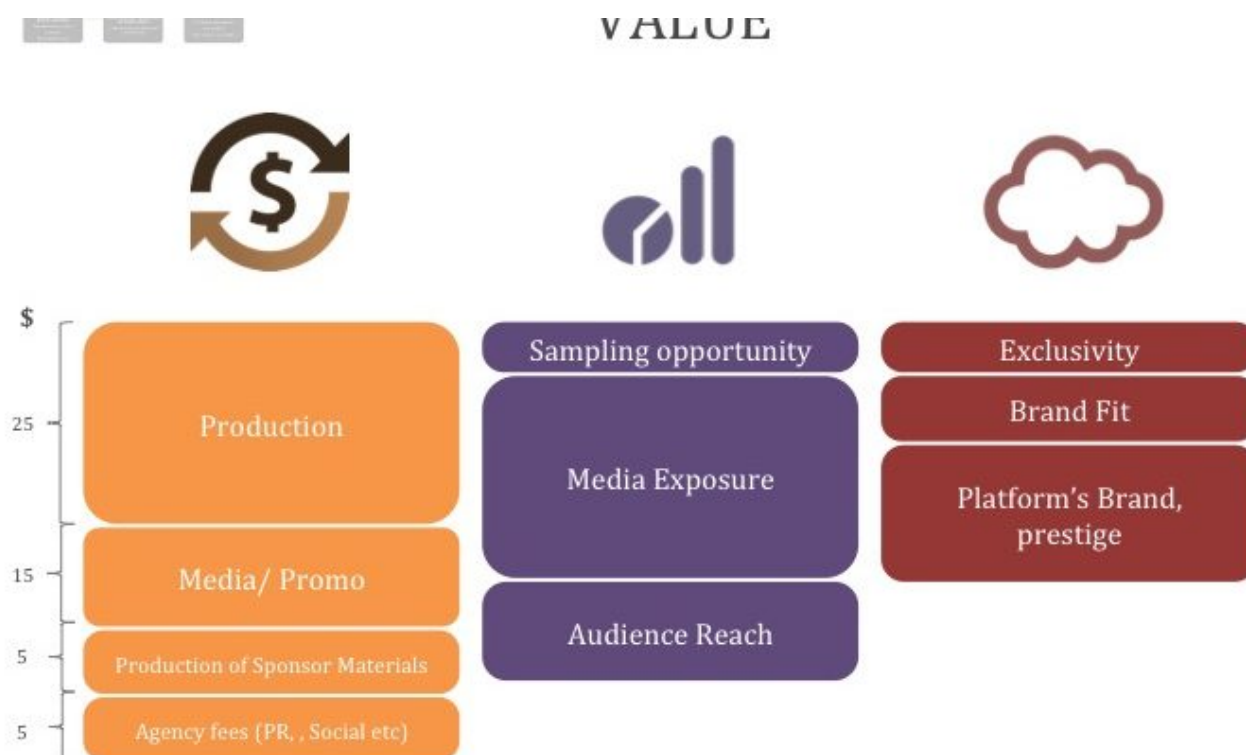 VALUE
$
$
25
Production
15
Media/ Promo
5
Production of Sponsor Materials
5
Agency fees (PR, , Social etc)
Sampling opportunity
Media Exposure
Audience Reach
Exclusivity
Brand Fit
Platform's Brand,
prestige